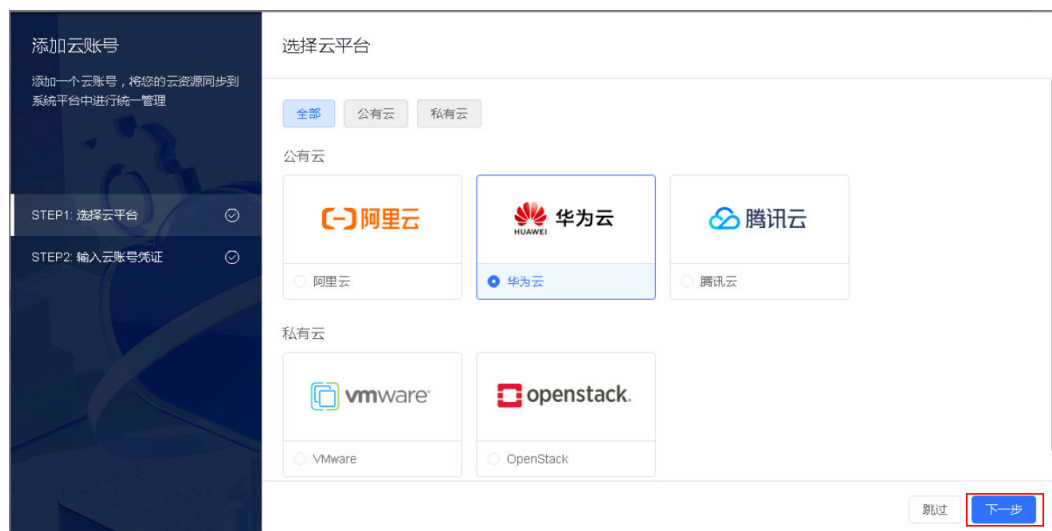 添加云账号
添加一个云账号，将您的云资源同步到
系统平台中进行统一管理
STEP1: 选择云平台
STEP2: 输入云账号凭证
选择云平台
全部 公有云 私有云
公有云
阿里云 HUAWEI 华为云 腾讯云
阿里云 华为云 腾讯云
私有云
vmware openstack.
VMware OpenStack
跳过 下一步